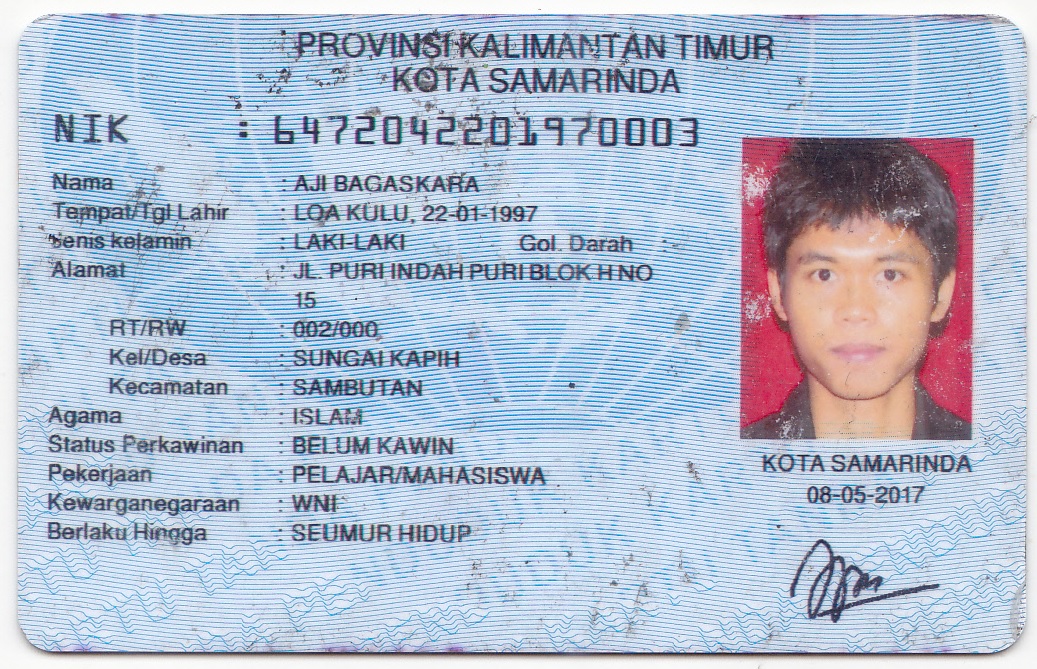 PROVINSI KALIMANTAN TIMUR
KOTA SAMARINDA
NIK : 6472042201970003
Nama : AJI BAGASKARA
Tempat/Tgl Lahir : LOA KULU, 22-01-1997
Jenis kelamin : LAKI-LAKI Gol. Darah : -
Alamat : JL. PURI INDAH PURI BLOK H NO
15
RT/RW : 002/000
Kel/Desa : SUNGAI KAPIH
Kecamatan : SAMBUTAN
Agama : ISLAM
Status Perkawinan : BELUM KAWIN
Pekerjaan : PELAJAR/MAHASISWA
Kewarganegaraan : WNI
Berlaku Hingga : SEUMUR HIDUP
KOTA SAMARINDA
08-05-2017